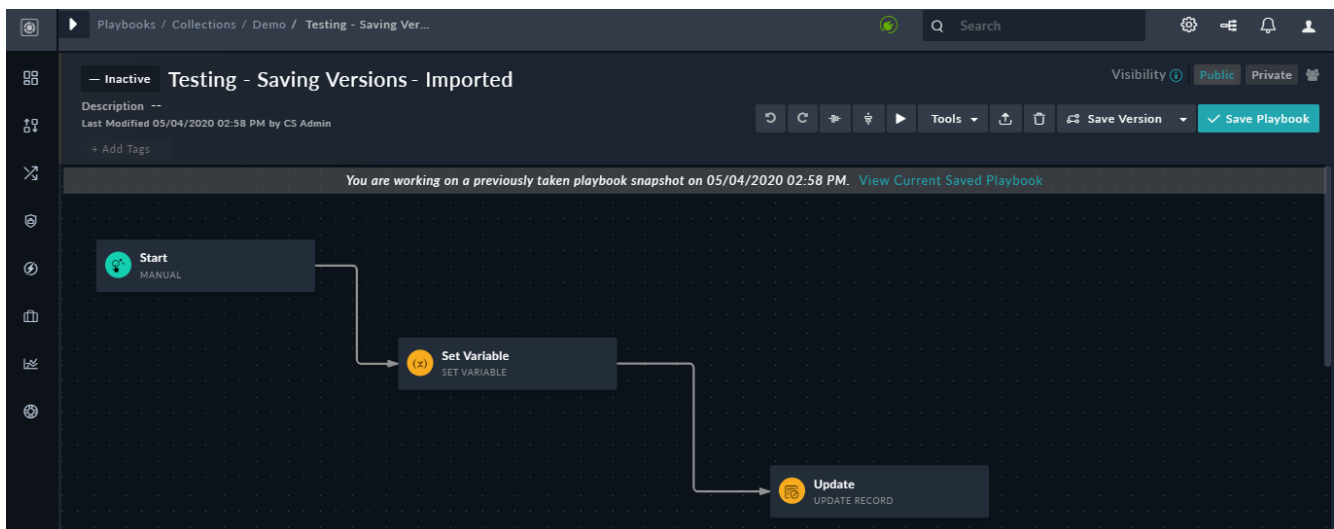 Playbooks / Collections / Demo / Testing - Saving Ver...
Search
— Inactive Testing - Saving Versions - Imported
Visibility Public Private
Description --
Last Modified 05/04/2020 02:58 PM by CS Admin
Tools Save Version Save Playbook
+ Add Tags
You are working on a previously taken playbook snapshot on 05/04/2020 02:58 PM. View Current Saved Playbook
Start
MANUAL
(x) Set Variable
SET VARIABLE
Update
UPDATE RECORD